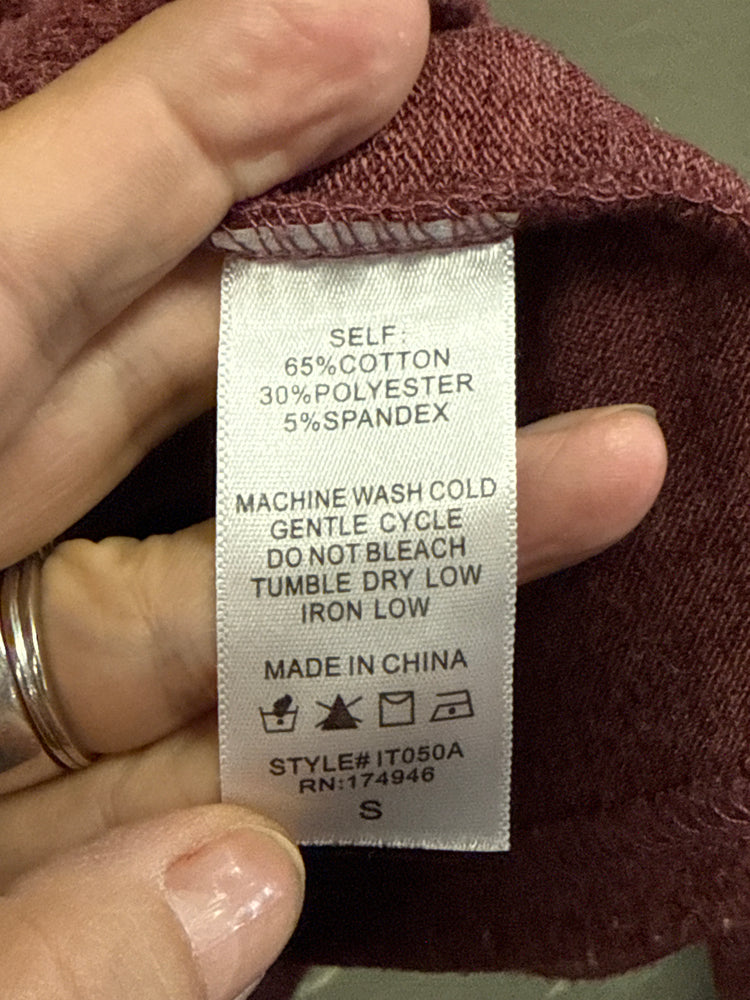 SELF:
65%COTTON
30%POLYESTER
5%SPANDEX
MACHINE WASH COLD
GENTLE CYCLE
DO NOT BLEACH
TUMBLE DRY LOW
IRON LOW
MADE IN CHINA
STYLE# IT050A
RN:174946
S